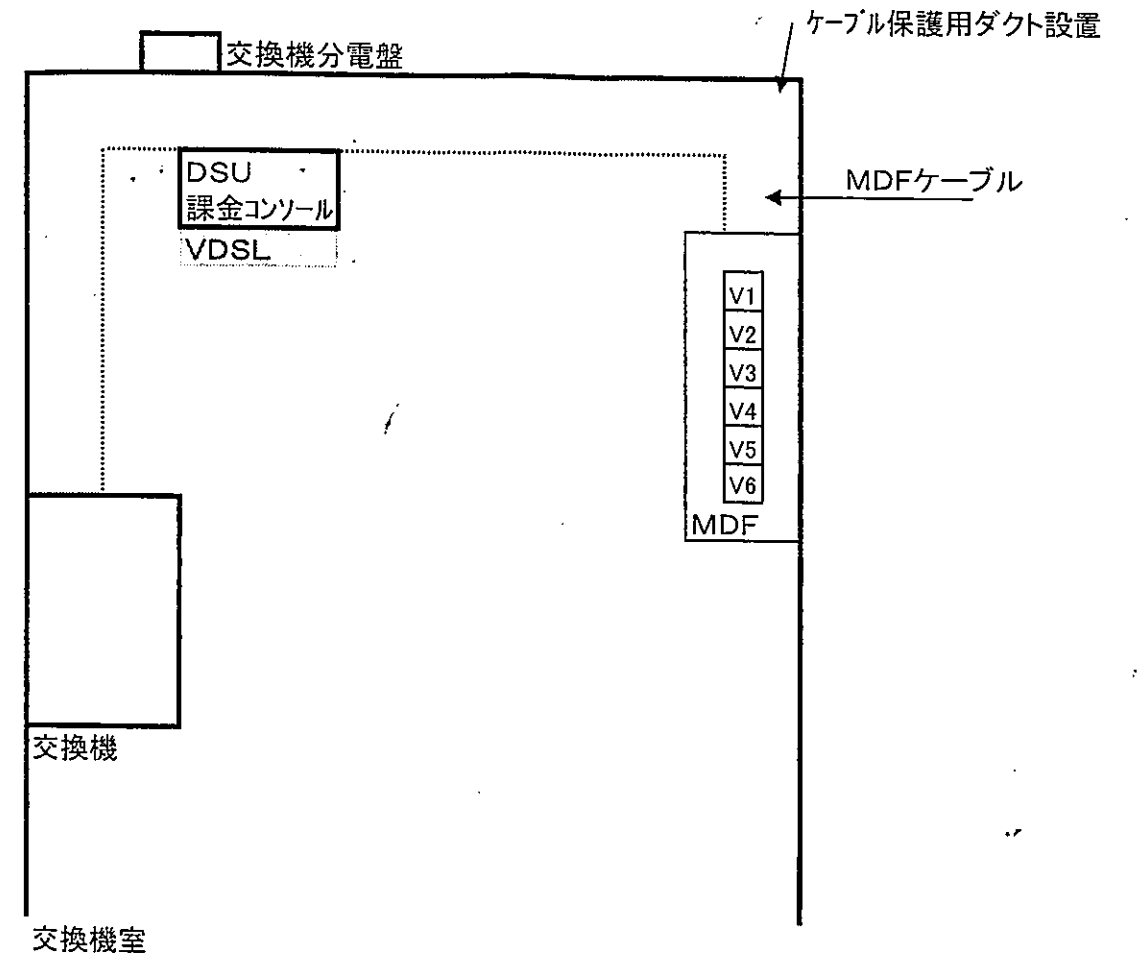 ケーブル保護用ダクト設置
交換機分電盤
DSU
課金コンソール
VDSL
MDFケーブル
V1
V2
V3
V4
V5
V6
MDF
交換機
交換機室